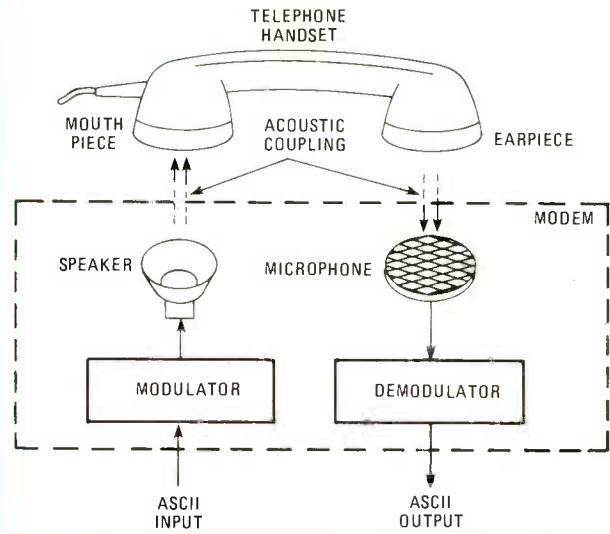 TELEPHONE
HANDSET
MOUTH
PIECE
ACOUSTIC
COUPLING
EARPIECE
MODEM
SPEAKER
MICROPHONE
MODULATOR
DEMODULATOR
ASCII
INPUT
ASCII
OUTPUT